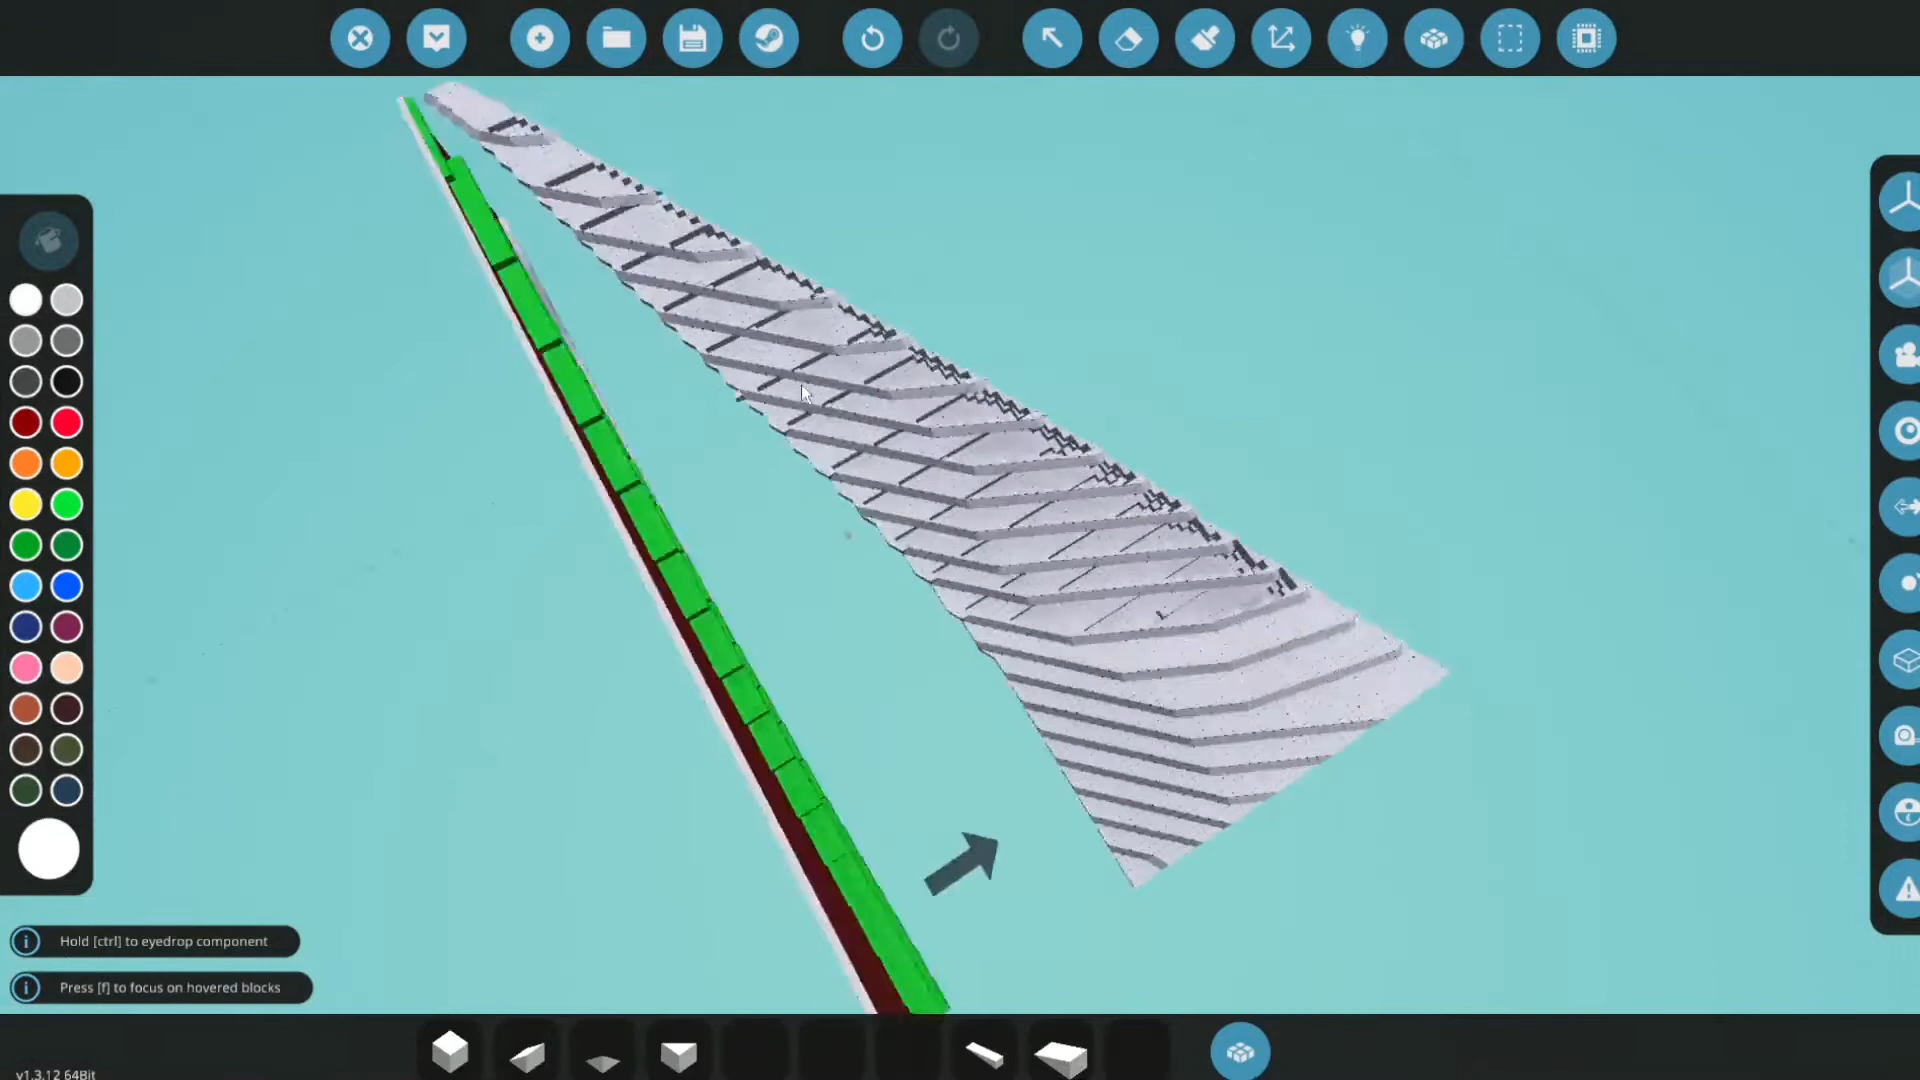 Hold [ctrl] to eyedrop component
Press [f] to focus on hovered blocks
v1.3.12 64Bit